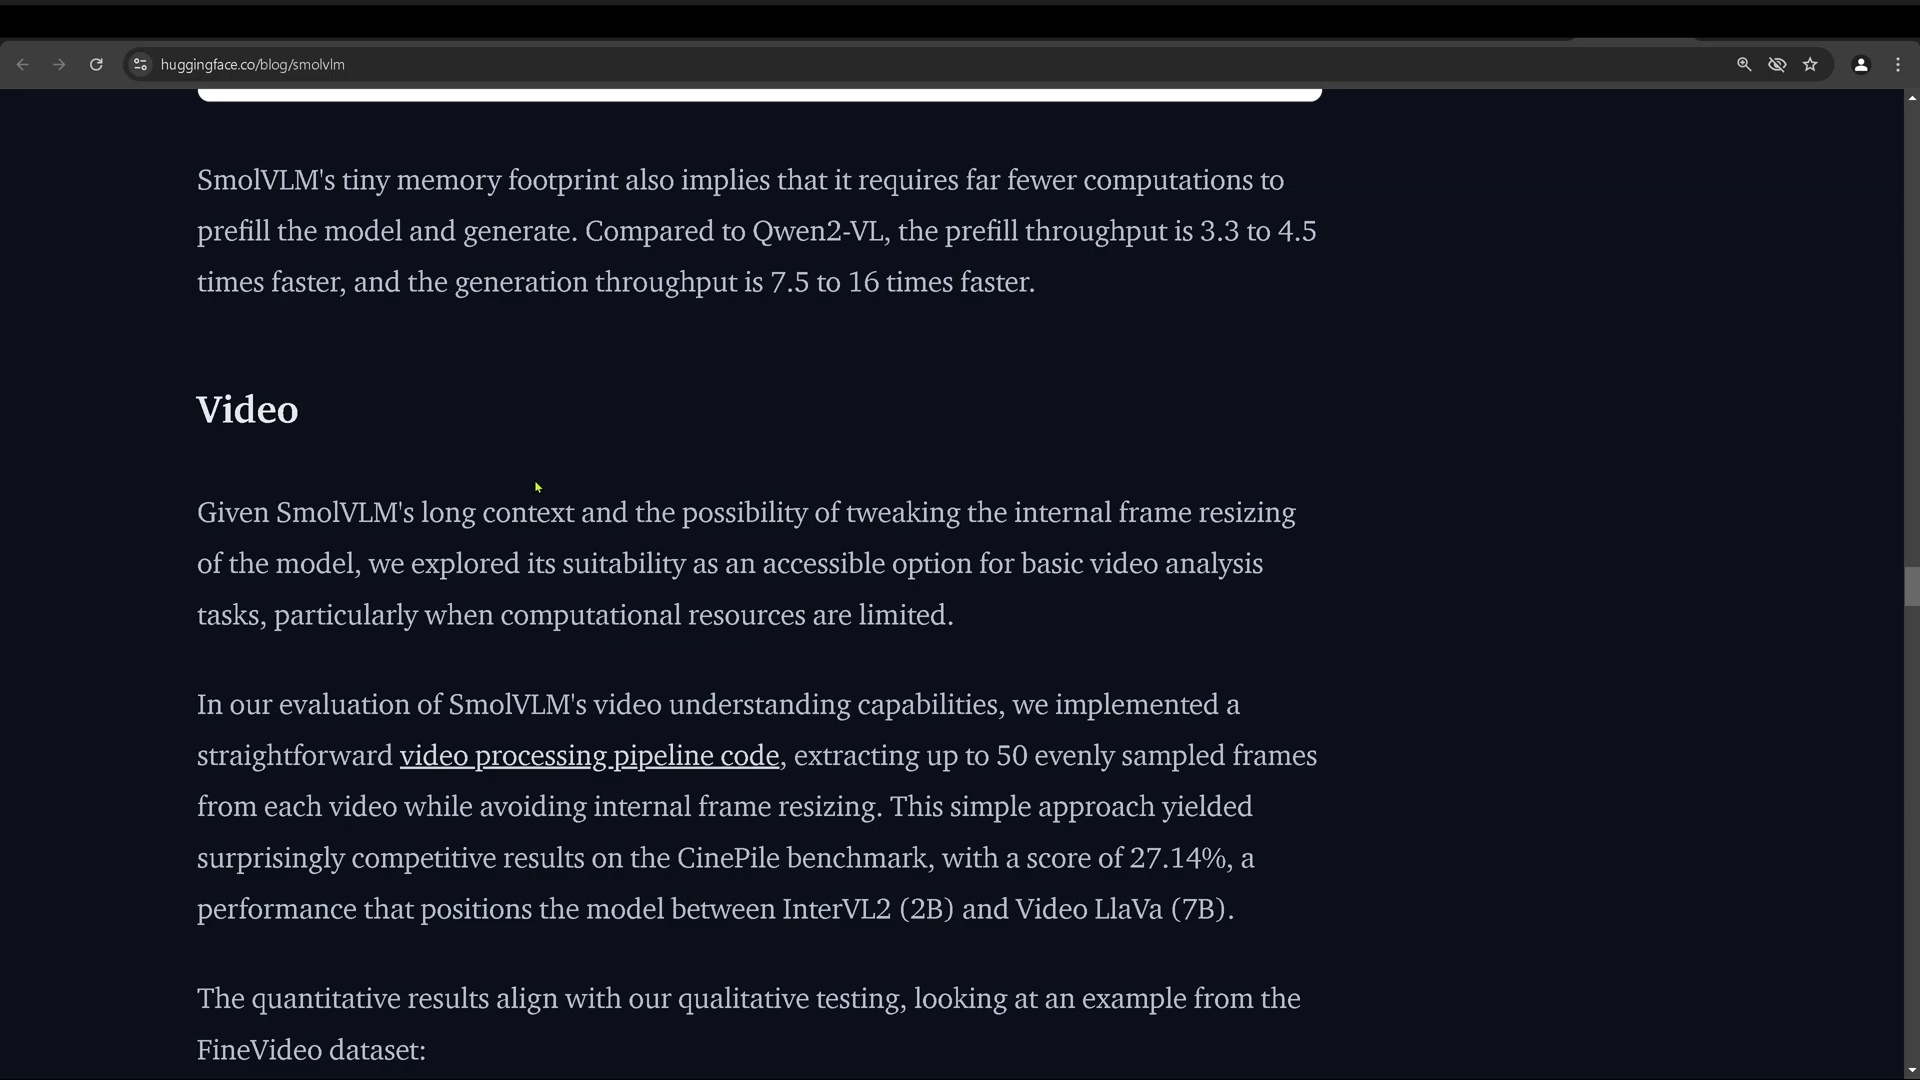 huggingface.co/blog/smolvlm
SmolVLM's tiny memory footprint also implies that it requires far fewer computations to
prefill the model and generate. Compared to Qwen2-VL, the prefill throughput is 3.3 to 4.5
times faster, and the generation throughput is 7.5 to 16 times faster.
Video
Given SmolVLM's long context and the possibility of tweaking the internal frame resizing
of the model, we explored its suitability as an accessible option for basic video analysis
tasks, particularly when computational resources are limited.
In our evaluation of SmolVLM's video understanding capabilities, we implemented a
straightforward video processing pipeline code, extracting up to 50 evenly sampled frames
from each video while avoiding internal frame resizing. This simple approach yielded
surprisingly competitive results on the CinePile benchmark, with a score of 27.14%, a
performance that positions the model between InterVL2 (2B) and Video LlaVa (7B).
The quantitative results align with our qualitative testing, looking at an example from the
FineVideo dataset: